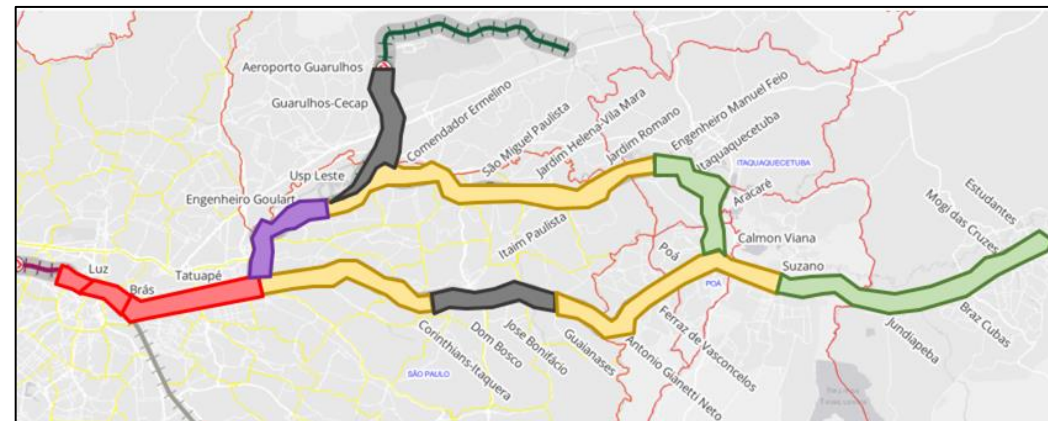 Aeroporto Guarulhos
Guarulhos-Cecap
Comendador Ermelino
São Miguel Paulista
Jardim Helena-Vila Mara
Jardim Romano
Engenheiro Manuel Feio
Itaquaquecetuba
ITAQUAQUECETUBA
Aracaré
Usp Leste
Engenheiro Goulart
Itaim Paulista
Estudantes
Mogi das Cruzes
Luz
Brás
Tatuapé
Poá
POÁ
Calmon Viana
Suzano
Corinthians-Itaquera
Dom Bosco
Jose Bonifácio
Guaianases
Antonio Gianetti Neto
Ferraz de Vasconcelos
Jundiapeba
Braz Cubas
SÃO PAULO